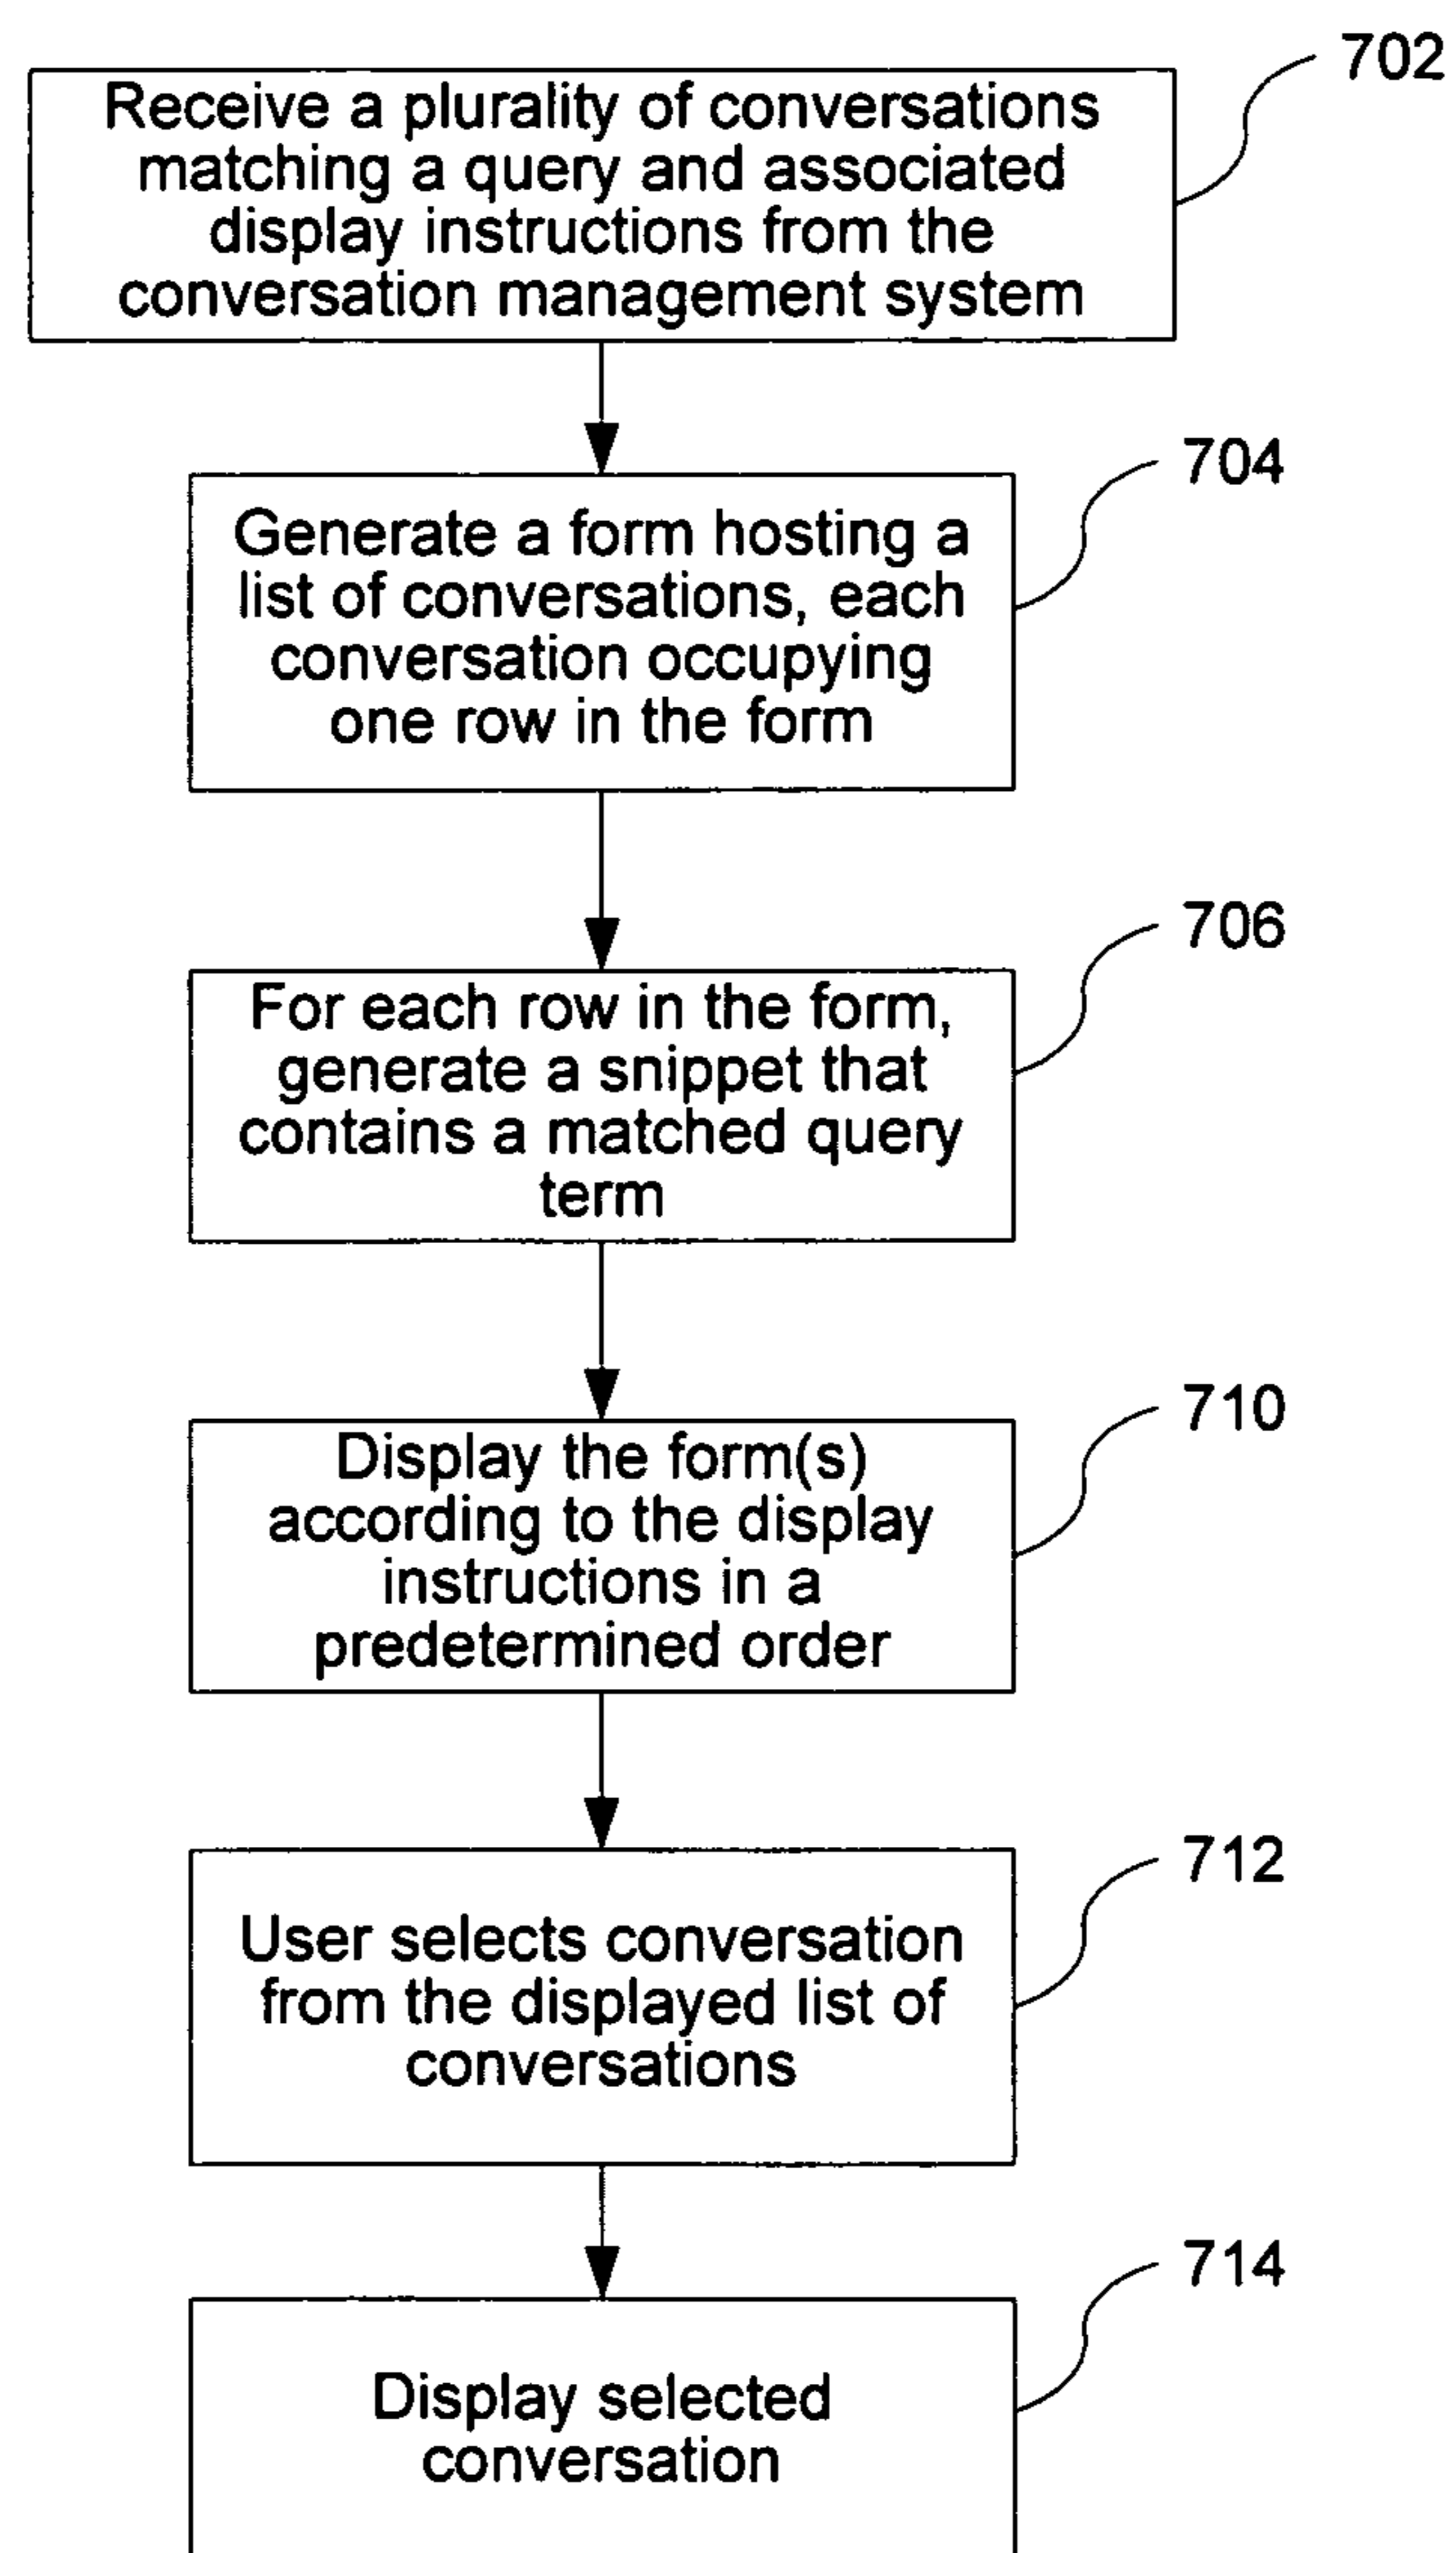 702
Receive a plurality of conversations
matching a query and associated
display instructions from the
conversation management system
704
Generate a form hosting a
list of conversations, each
conversation occupying
one row in the form
706
For each row in the form,
generate a snippet that
contains a matched query
term
710
Display the form(s)
according to the display
instructions in a
predetermined order
712
User selects conversation
from the displayed list of
conversations
714
Display selected
conversation